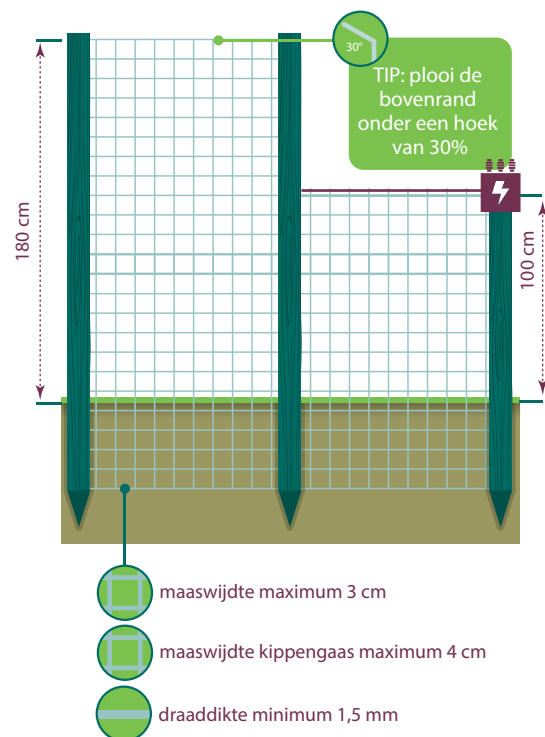 30°
TIP: plooi de
bovenrand
onder een hoek
van 30%
180 cm
100 cm
maaswijdte maximum 3 cm
maaswijdte kippengaas maximum 4 cm
draaddikte minimum 1,5 mm